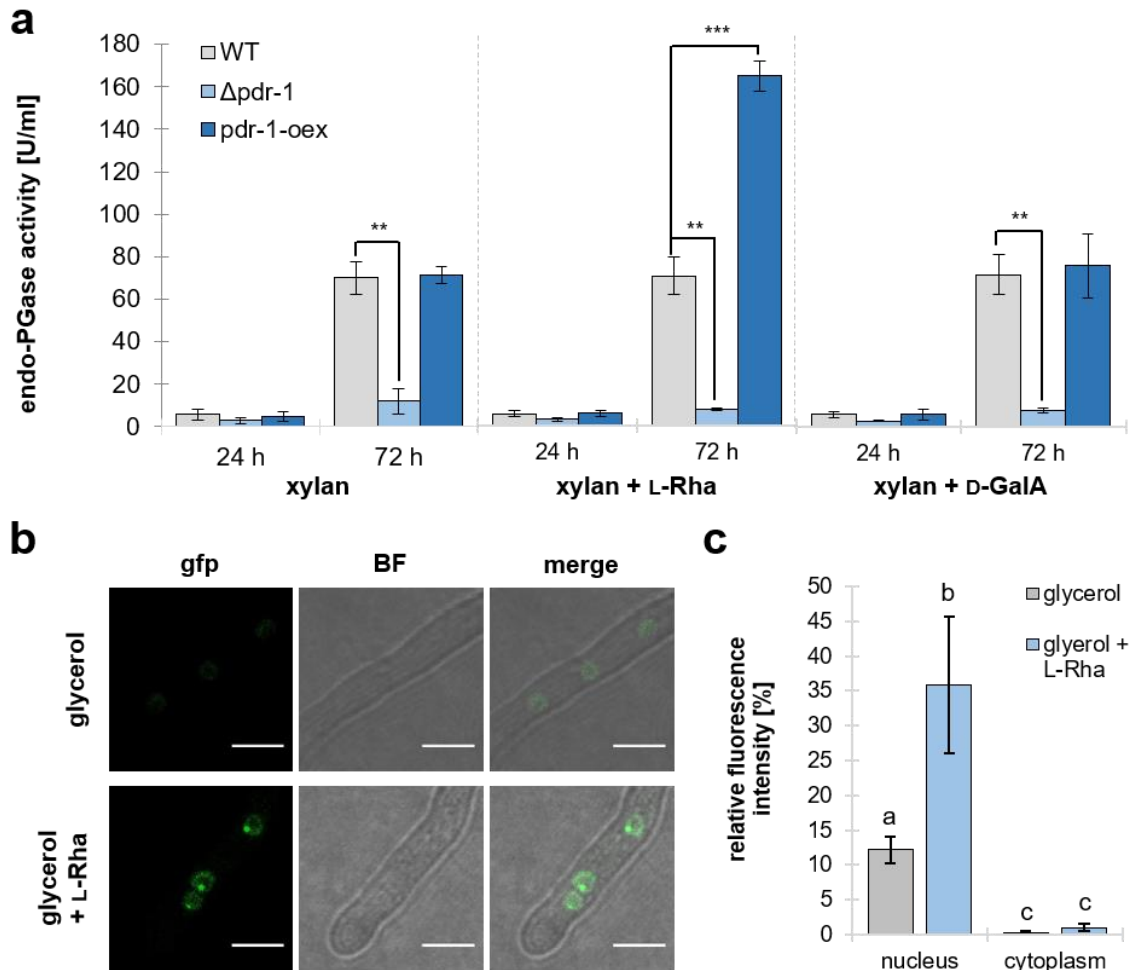 a
endo-PGase activity [U/ml]
180
160
140
120
100
80
60
40
20
0
WT
Δpdr-1
pdr-1-oex
**
***
**
**
24 h 72 h 24 h 72 h 24 h 72 h
xylan xylan + L-Rha xylan + D-GalA
b
gfp BF merge
glycerol
glycerol
+ L-Rha
c
relative fluorescence
intensity [%]
50
45
40
35
30
25
20
15
10
5
0
glycerol
glyerol +
L-Rha
a
b
c c
nucleus cytoplasm